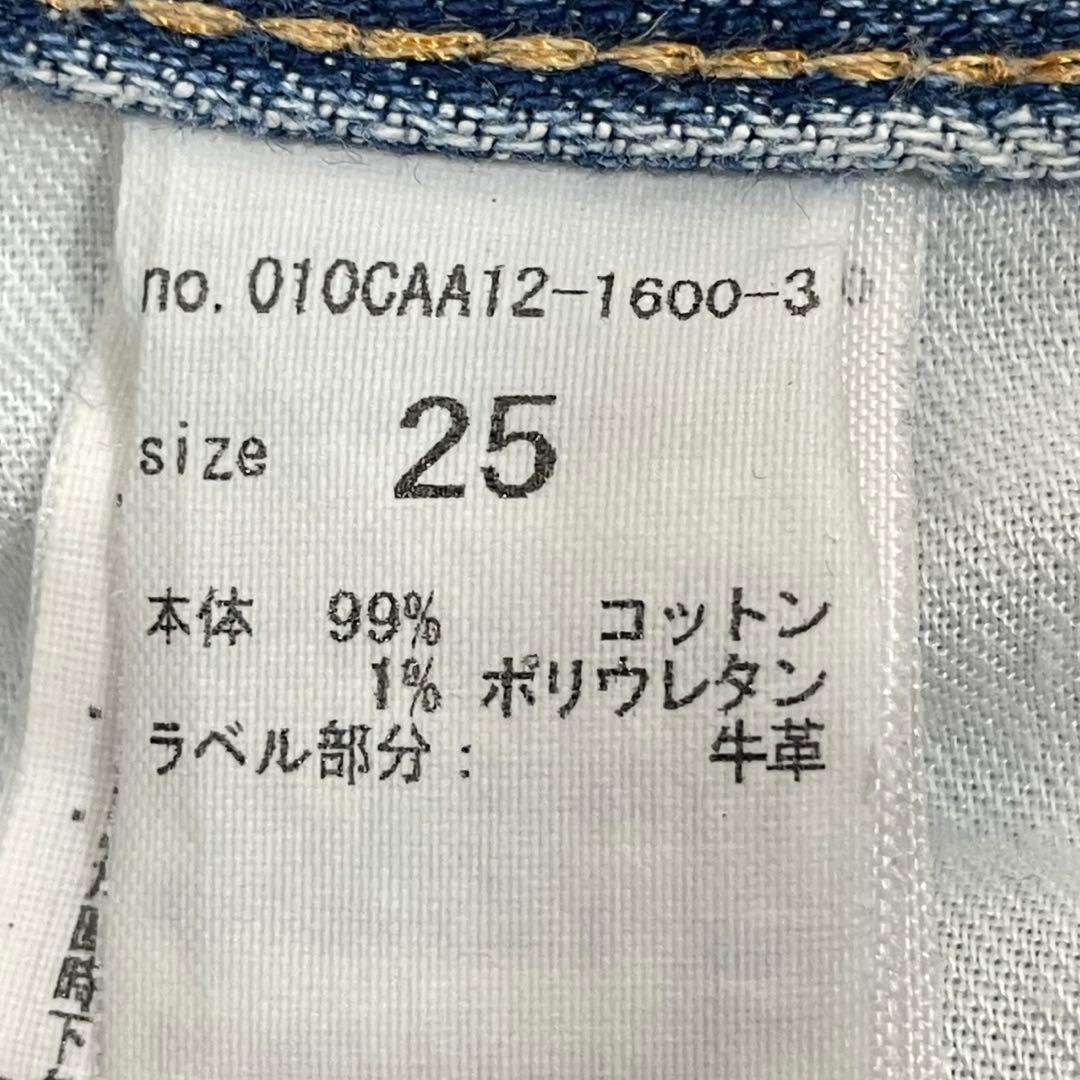 no. 010CAA12-1600-3 0
size 25
本体 99% コットン
1% ポリウレタン
ラベル部分: 牛革